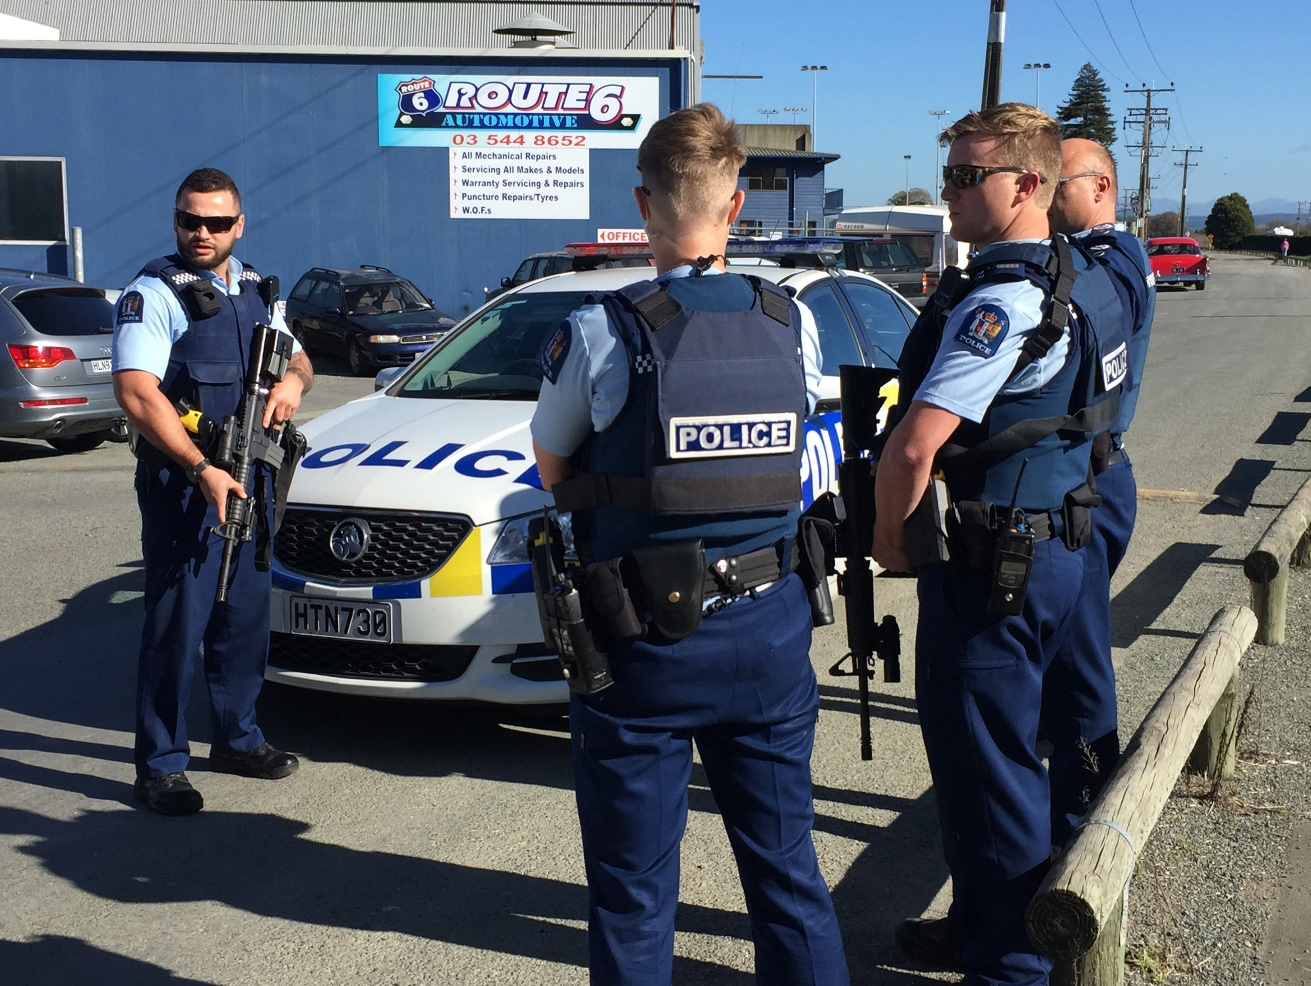 ROUTE
6
ROUTE 6
AUTOMOTIVE
03 544 8652
All Mechanical Repairs
Servicing All Makes & Models
Warranty Servicing & Repairs
Puncture Repairs/Tyres
W.O.F.s
OFFICE
POLICE
POLICE
POLICE
POLICE
HTN730